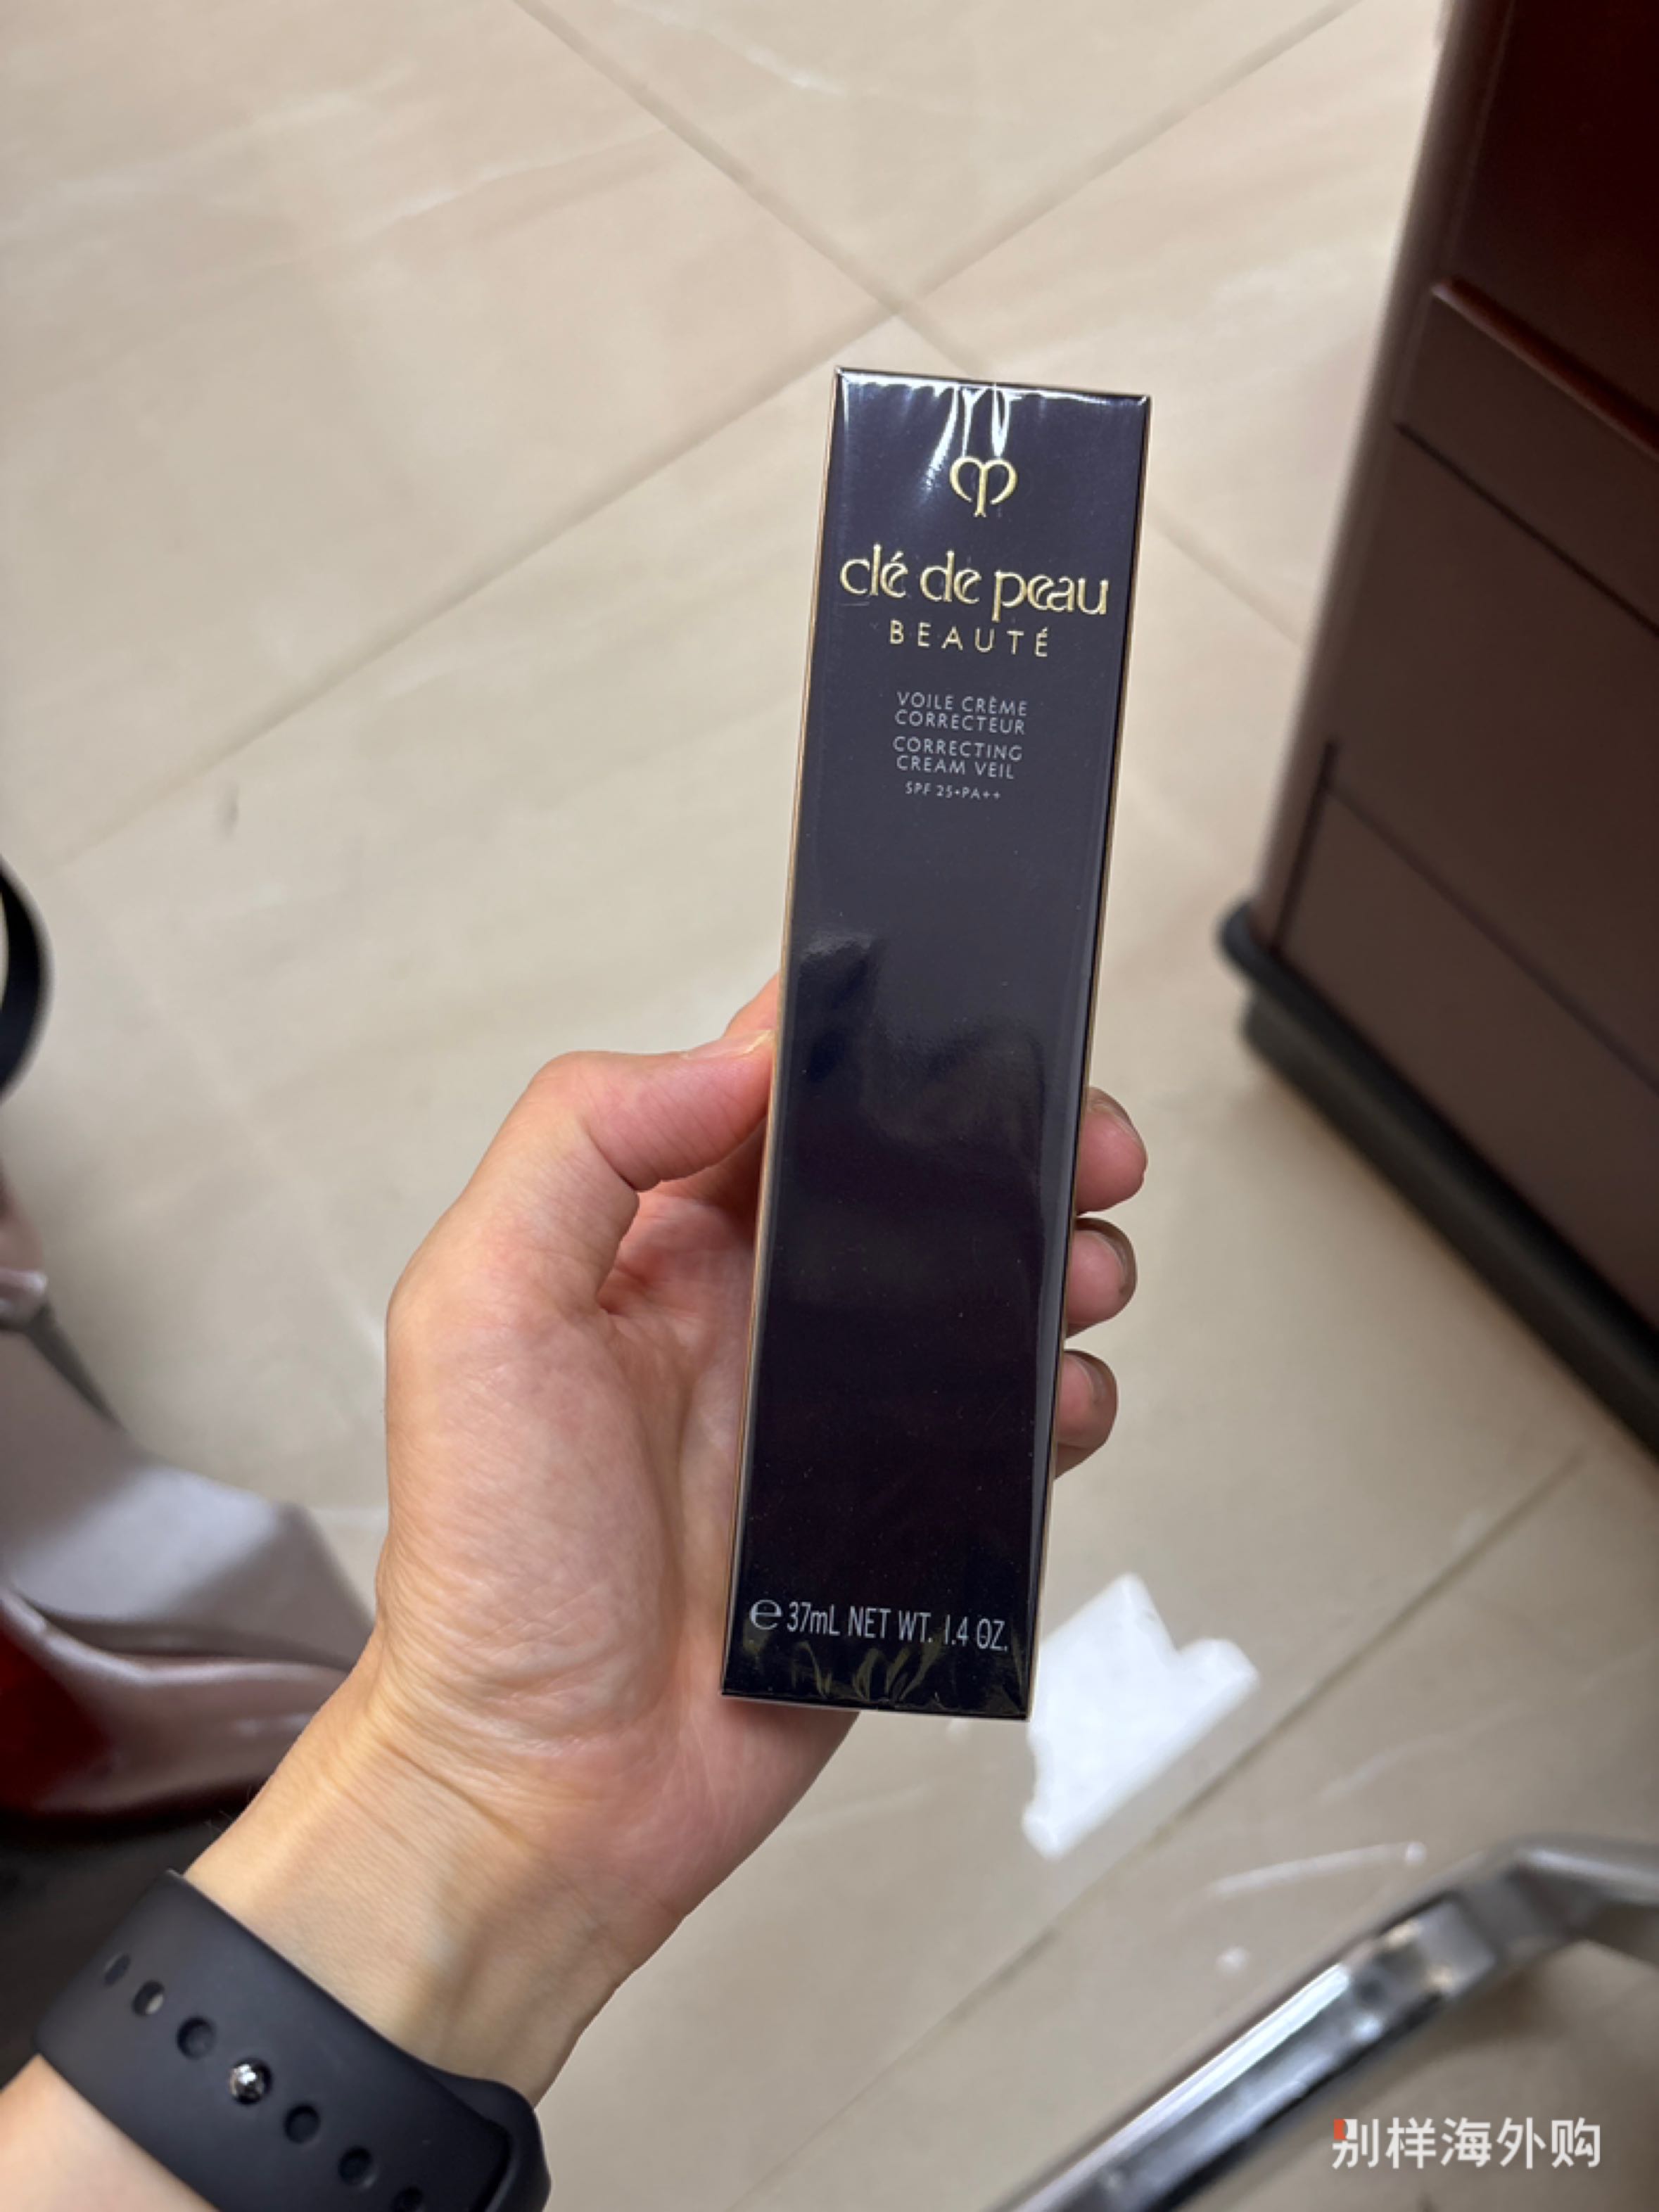 clé de peau
BEAUTÉ
VOILE CRÈME
CORRECTEUR
CORRECTING
CREAM VEIL
SPF 25•PA++
℮ 37mL NET WT. 1.4 OZ.
别样海外购